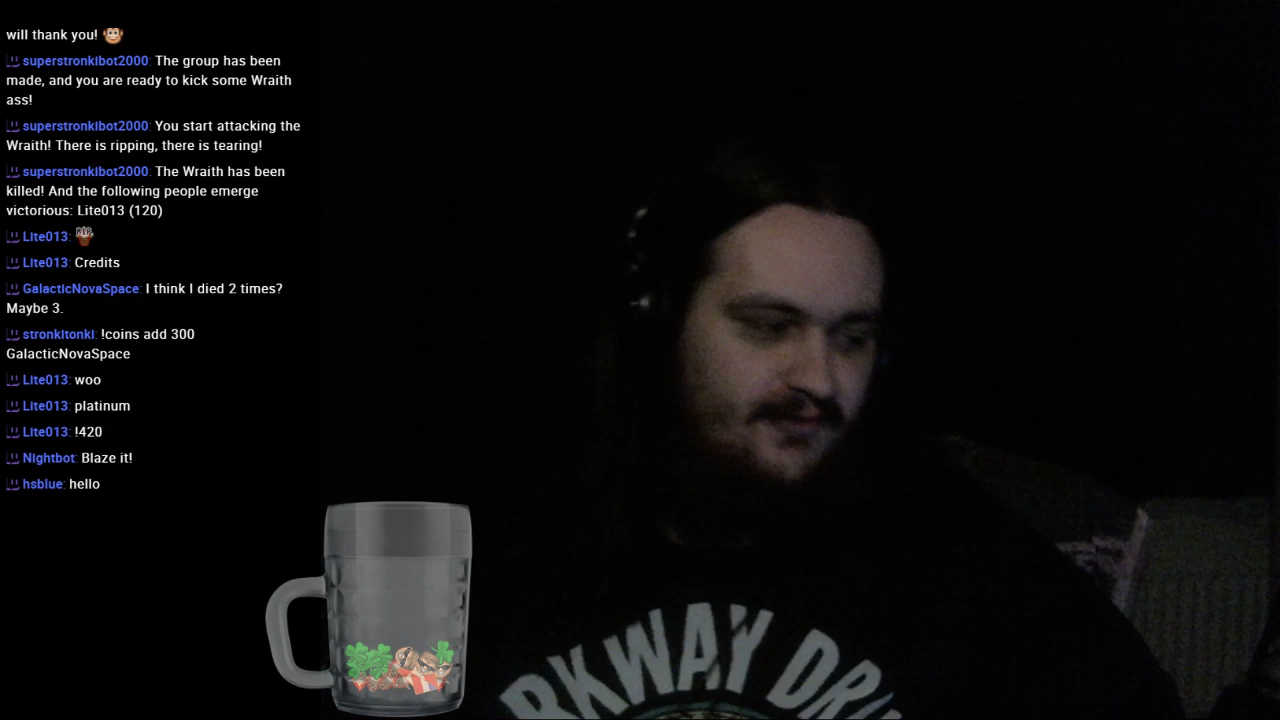 will thank you!
superstronkibot2000: The group has been
made, and you are ready to kick some Wraith
ass!
superstronkibot2000: You start attacking the
Wraith! There is ripping, there is tearing!
superstronkibot2000: The Wraith has been
killed! And the following people emerge
victorious: Lite013 (120)
Lite013: RIP
Lite013: Credits
GalacticNovaSpace: I think I died 2 times?
Maybe 3.
stronkitonki: !coins add 300
GalacticNovaSpace
Lite013: woo
Lite013: platinum
Lite013: !420
Nightbot: Blaze it!
hsblue: hello
RKWAY DRI